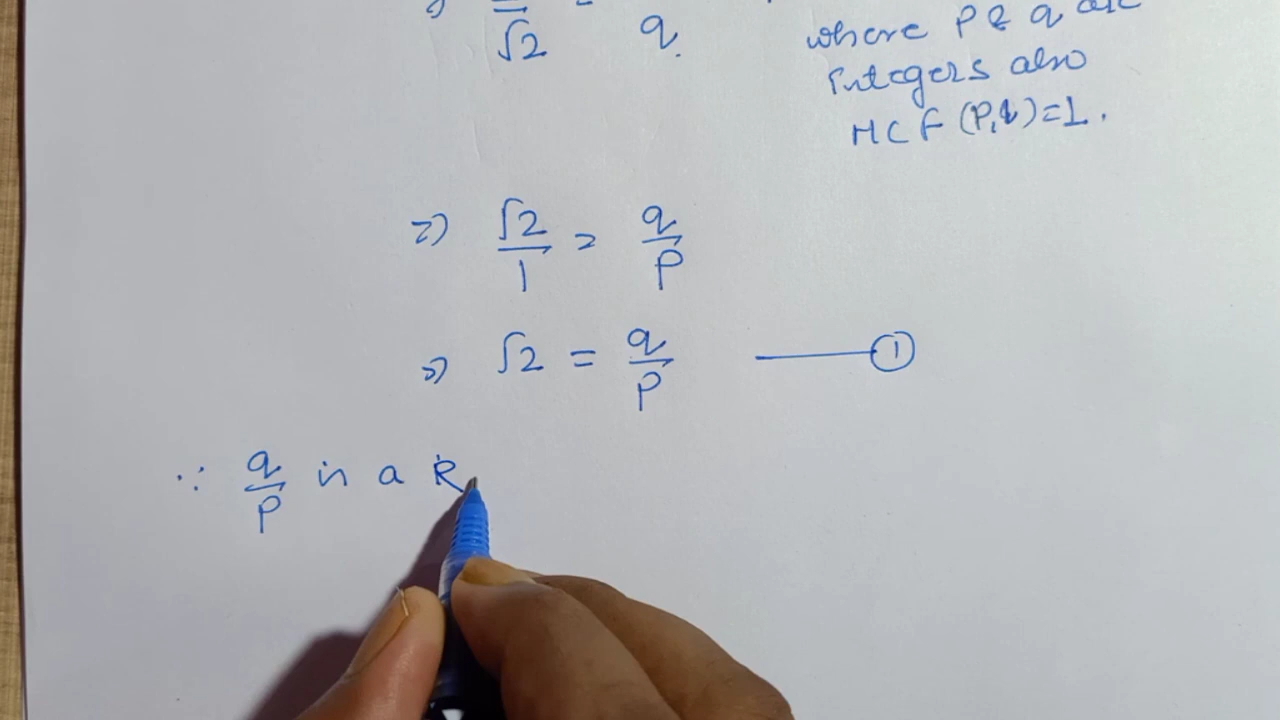 √2 q.
where P & q are
integers also
HCF (P,q)=1.
⇒) √2/1 = q/P
⇒) √2 = q/P —— ①
∵ q/P is a R